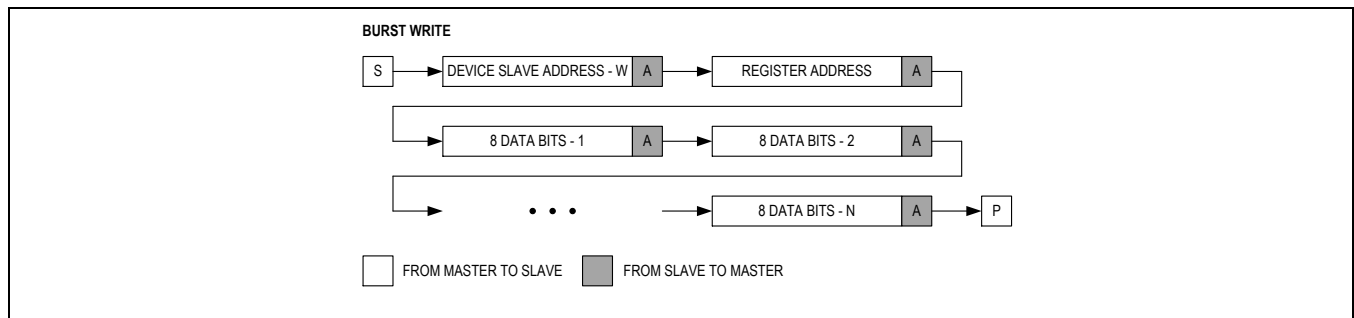 BURST WRITE
S DEVICE SLAVE ADDRESS - W A REGISTER ADDRESS A
8 DATA BITS - 1 A 8 DATA BITS - 2 A
• • • 8 DATA BITS - N A P
FROM MASTER TO SLAVE FROM SLAVE TO MASTER